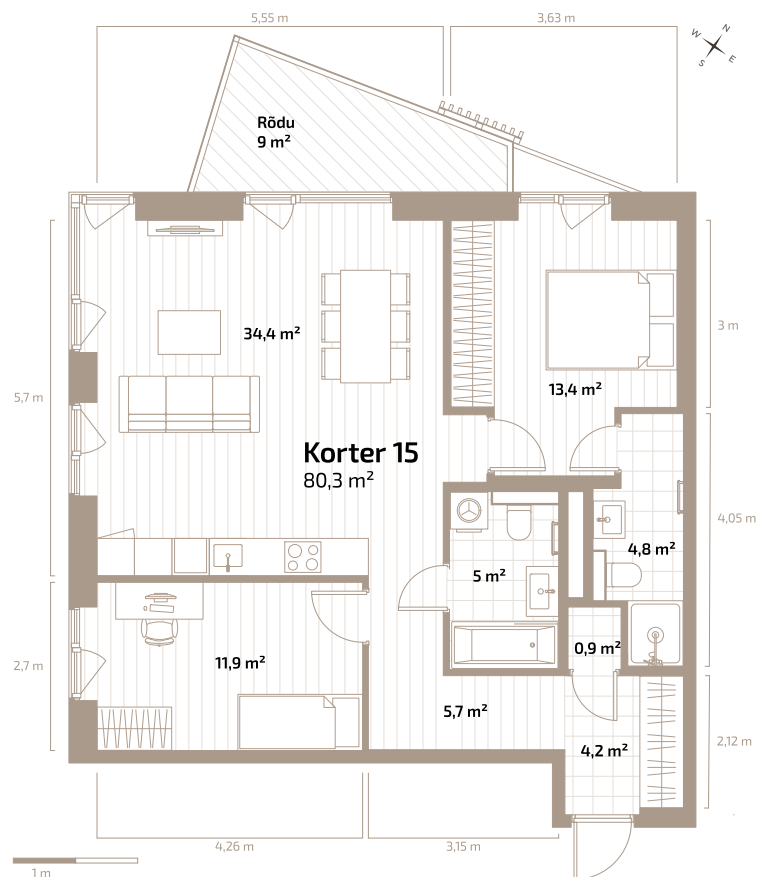 5,55 m
3,63 m
N
W
E
S
Rõdu
9 m²
34,4 m²
3 m
13,4 m²
5,7 m
Korter 15
80,3 m²
4,05 m
4,8 m²
5 m²
0,9 m²
2,7 m
11,9 m²
5,7 m²
4,2 m²
2,12 m
4,26 m
3,15 m
1 m